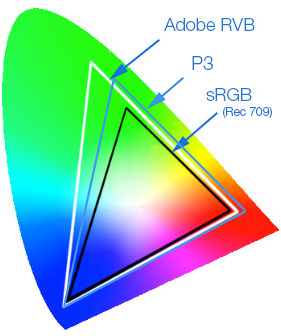 Adobe RVB
P3
sRGB
(Rec 709)